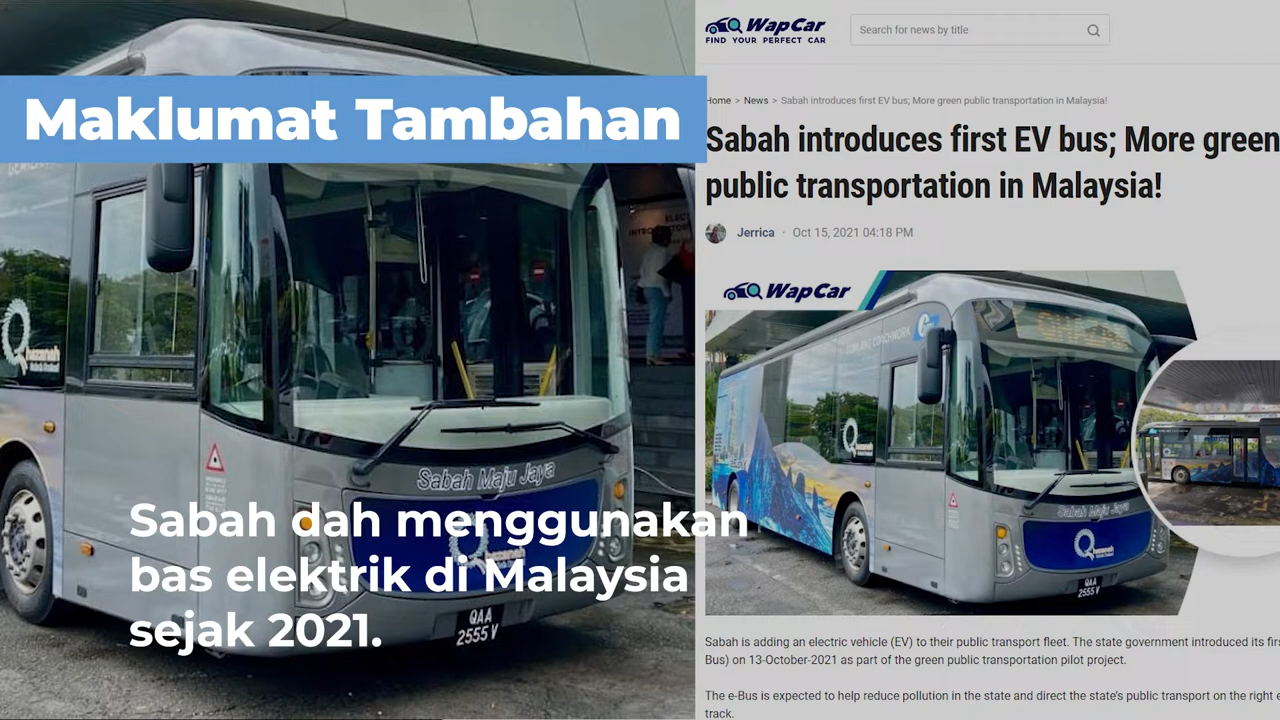 Maklumat Tambahan
Sabah Maju Jaya
Sabah dah menggunakan
bas elektrik di Malaysia
sejak 2021.
QAA
2555 V
WapCar
FIND YOUR PERFECT CAR
Search for news by title
Home > News > Sabah introduces first EV bus; More green public transportation in Malaysia!
Sabah introduces first EV bus; More green
public transportation in Malaysia!
Jerrica · Oct 15, 2021 04:18 PM
WapCar
Sabah Maju Jaya
QAA
2555 V
Sabah is adding an electric vehicle (EV) to their public transport fleet. The state government introduced its
Bus) on 13-October-2021 as part of the green public transportation pilot project.
The e-Bus is expected to help reduce pollution in the state and direct the state's public transport on the right
track.